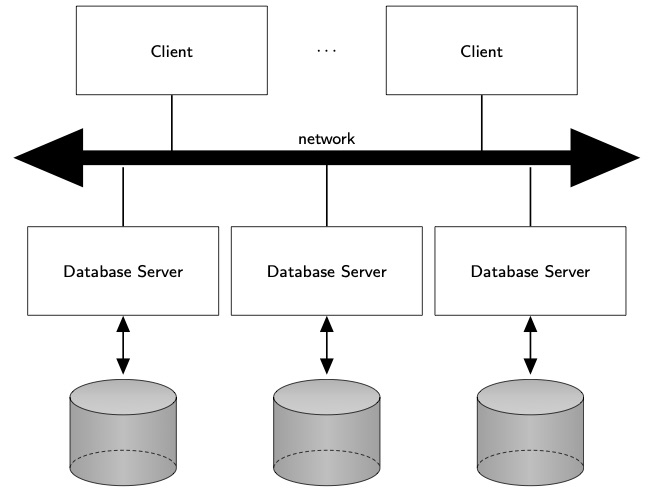 Client
...
Client
network
Database Server
Database Server
Database Server